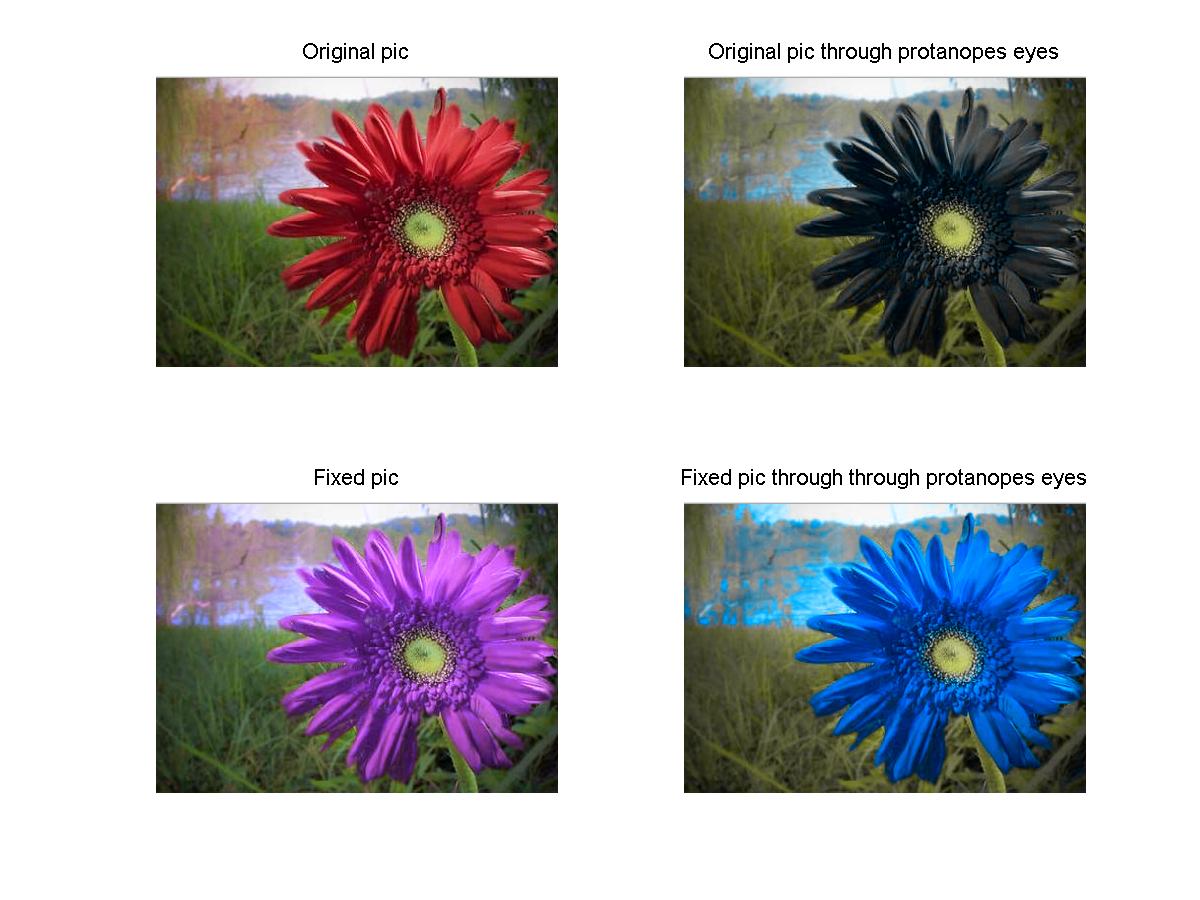 Original pic
Original pic through protanopes eyes
Fixed pic
Fixed pic through through protanopes eyes